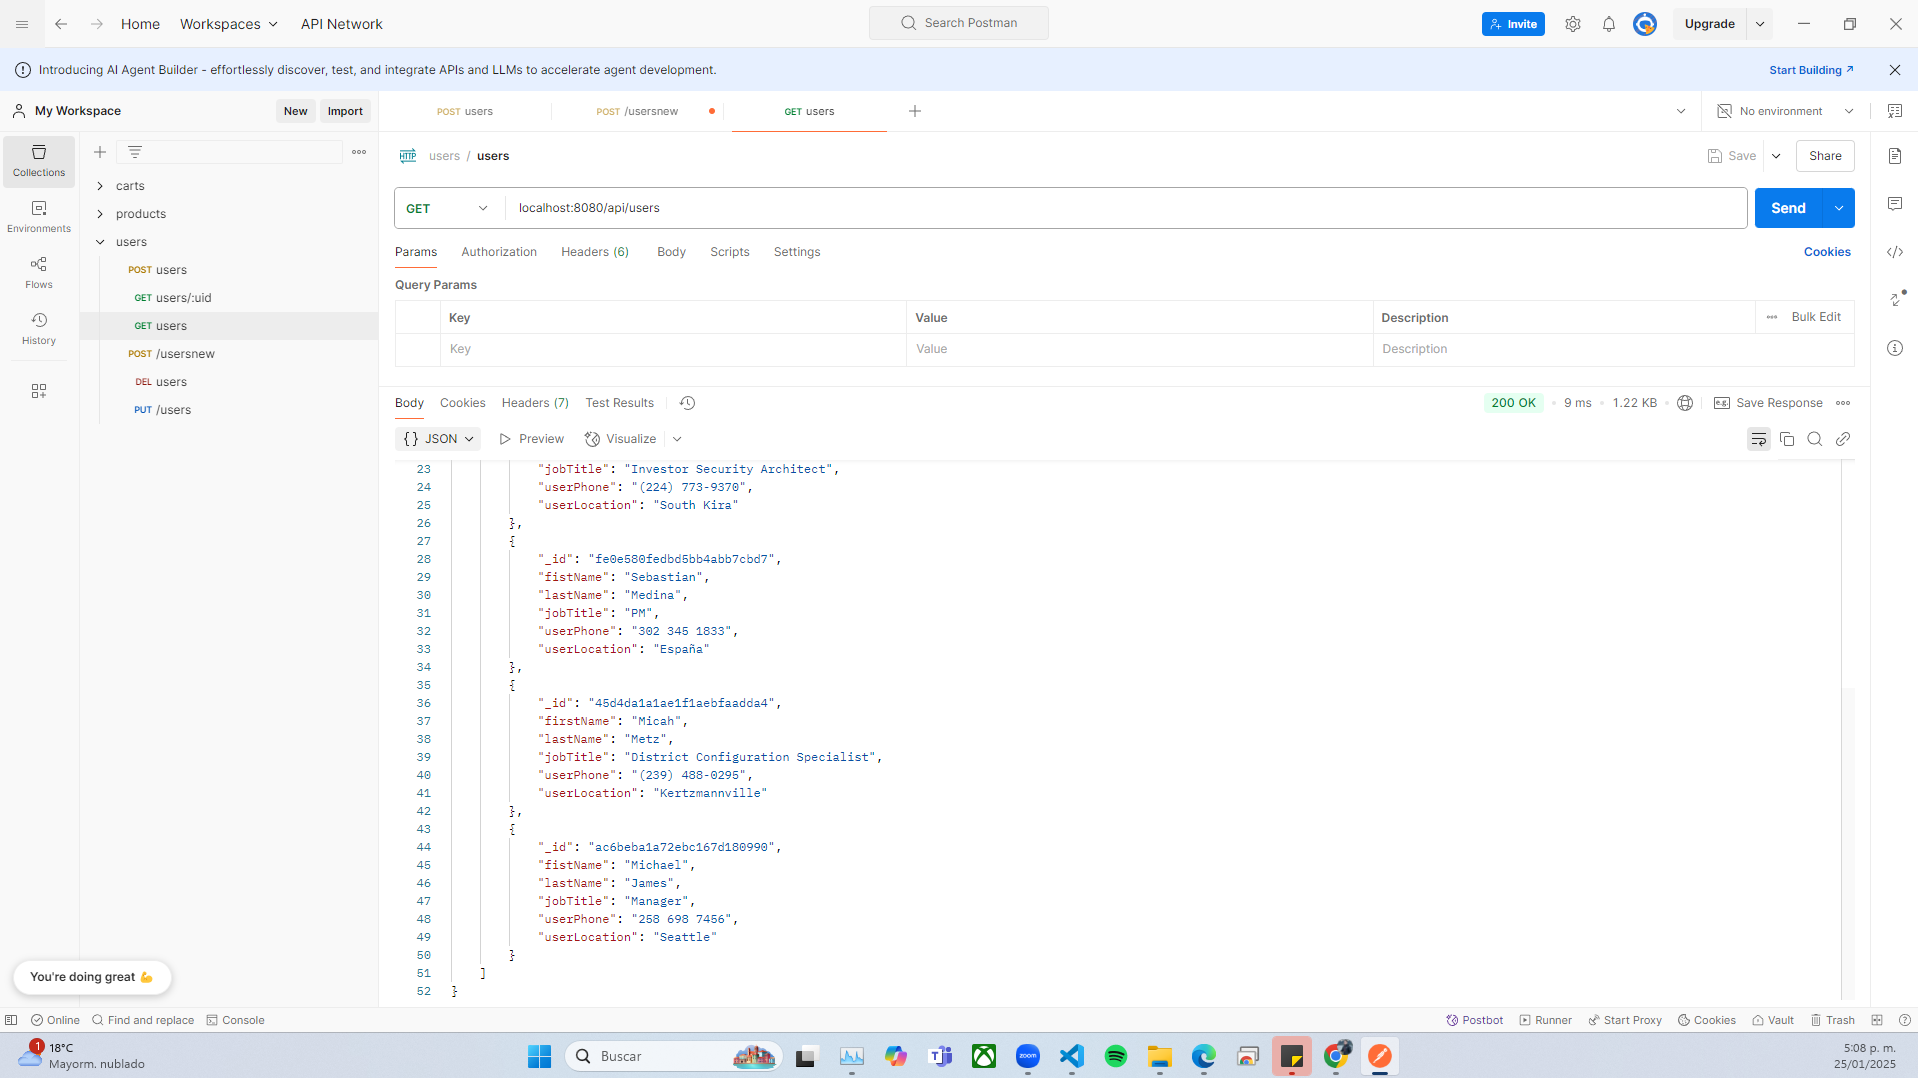 Home
Workspaces
API Network
Search Postman
Invite
Upgrade
Introducing AI Agent Builder - effortlessly discover, test, and integrate APIs and LLMs to accelerate agent development.
Start Building
My Workspace
New
Import
POST users
POST /usersnew
GET users
No environment
Collections
Environments
Flows
History
carts
products
users
POST users
GET users/:uid
GET users
POST /usersnew
DEL users
PUT /users
HTTP users / users
Save
Share
GET
localhost:8080/api/users
Send
Params
Authorization
Headers (6)
Body
Scripts
Settings
Cookies
Query Params
Key
Value
Description
Bulk Edit
Key
Value
Description
Body
Cookies
Headers (7)
Test Results
200 OK
9 ms
1.22 KB
e.g.
Save Response
{} JSON
Preview
Visualize
23 "jobTitle": "Investor Security Architect",
24 "userPhone": "(224) 773-9370",
25 "userLocation": "South Kira"
26 },
27 {
28 "_id": "fe0e580fedbd5bb4abb7cbd7",
29 "fistName": "Sebastian",
30 "lastName": "Medina",
31 "jobTitle": "PM",
32 "userPhone": "302 345 1833",
33 "userLocation": "España"
34 },
35 {
36 "_id": "45d4da1a1ae1f1aebfaadda4",
37 "firstName": "Micah",
38 "lastName": "Metz",
39 "jobTitle": "District Configuration Specialist",
40 "userPhone": "(239) 488-0295",
41 "userLocation": "Kertzmannville"
42 },
43 {
44 "_id": "ac6beba1a72ebc167d180990",
45 "fistName": "Michael",
46 "lastName": "James",
47 "jobTitle": "Manager",
48 "userPhone": "258 698 7456",
49 "userLocation": "Seattle"
50 }
51 ]
52 }
You're doing great 💪
Online
Find and replace
Console
Postbot
Runner
Start Proxy
Cookies
Vault
Trash
1
18°C
Mayorm. nublado
Buscar
zoom
5:08 p. m.
25/01/2025